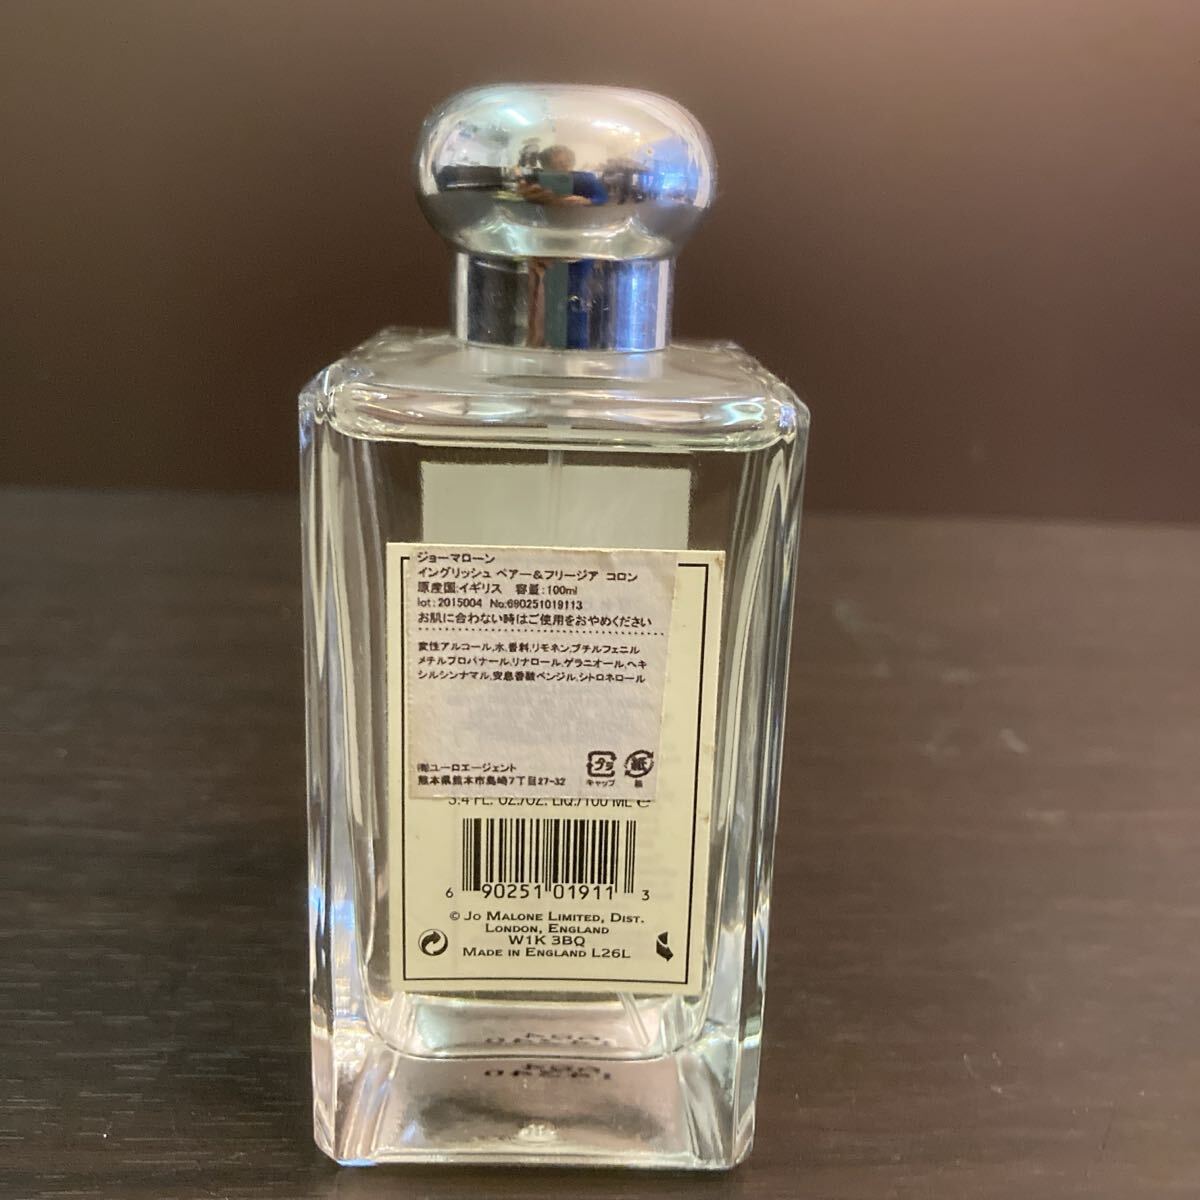 ジョーマローン
イングリッシュ ペアー&フリージア コロン
原産国:イギリス 容量:100ml
lot: 2015004 No:690251019113
お肌に合わない時はご使用をおやめください
変性アルコール,水,香料,リモネン,ブチルフェニル
メチルプロパナール,リナロール,ゲラニオール,ヘキ
シルシンナマル,安息香酸ベンジル,シトロネロール
㈲ユーロエージェント
熊本県熊本市島崎7丁目27-32
プラ
キャップ
紙
箱
3.4 FL. OZ./OZ. LIQ./100 ML ℮
6 90251 01911 3
© JO MALONE LIMITED, DIST.
LONDON, ENGLAND
W1K 3BQ
MADE IN ENGLAND L26L